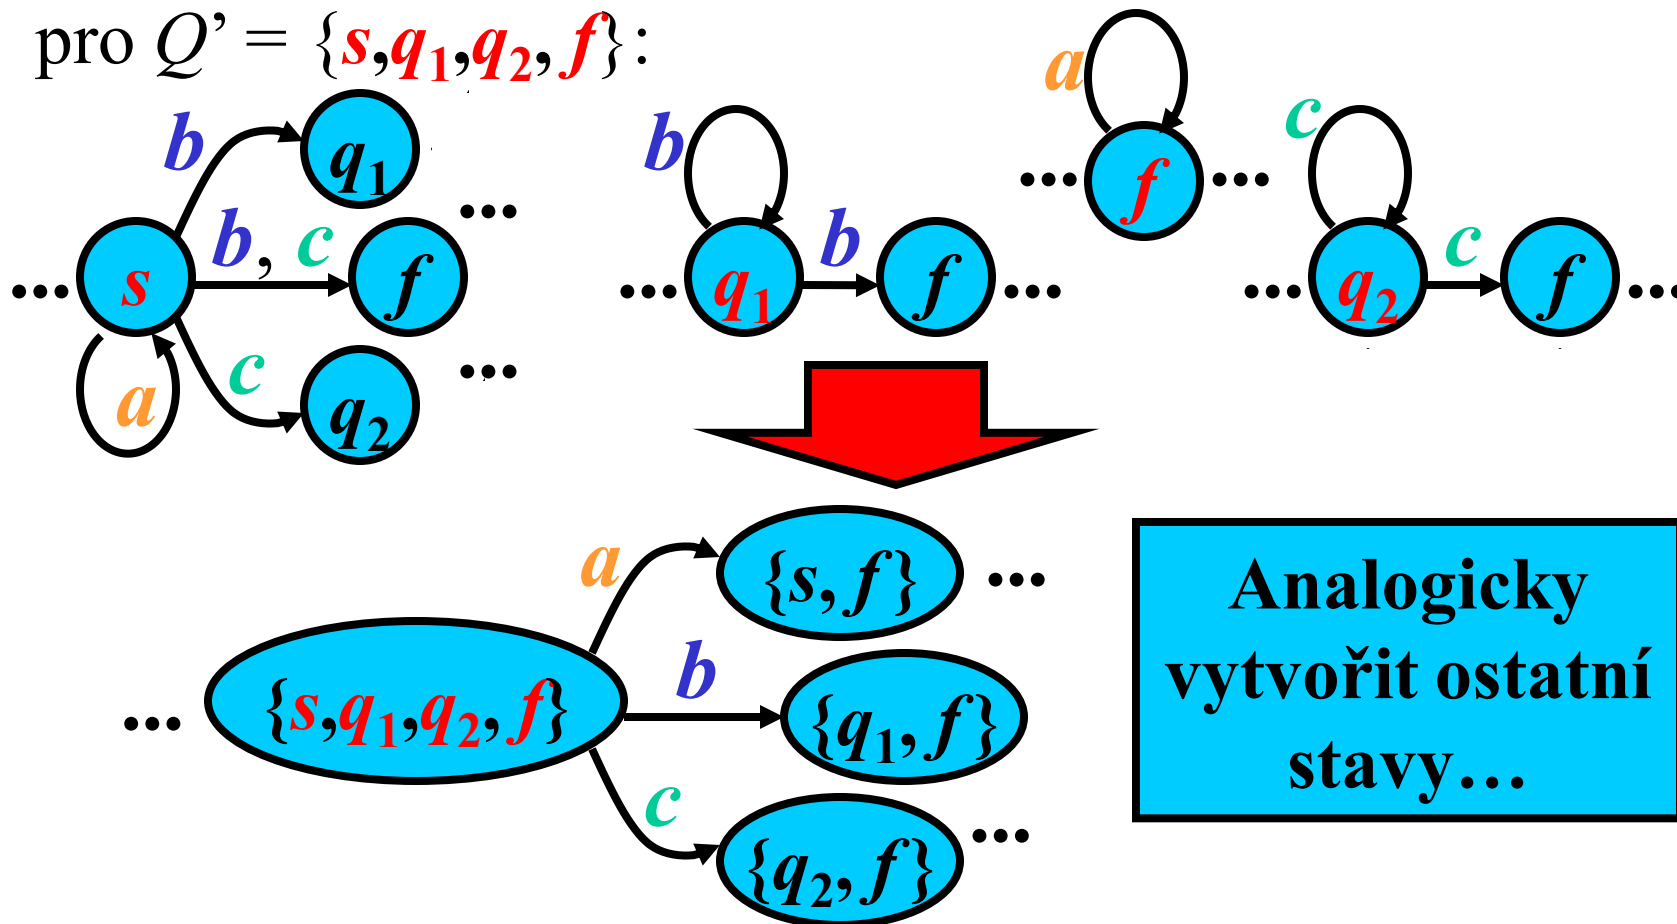 pro Q’ = {s,q₁,q₂, f}:
b
q₁
...
... s
b, c
f
a
c
q₂
...
b
... q₁
b
f ...
a
... f ...
c
... q₂
c
f ...
a
{s, f} ...
... {s,q₁,q₂, f}
b
{q₁, f}
c
{q₂, f} ...
Analogicky
vytvořit ostatní
stavy…